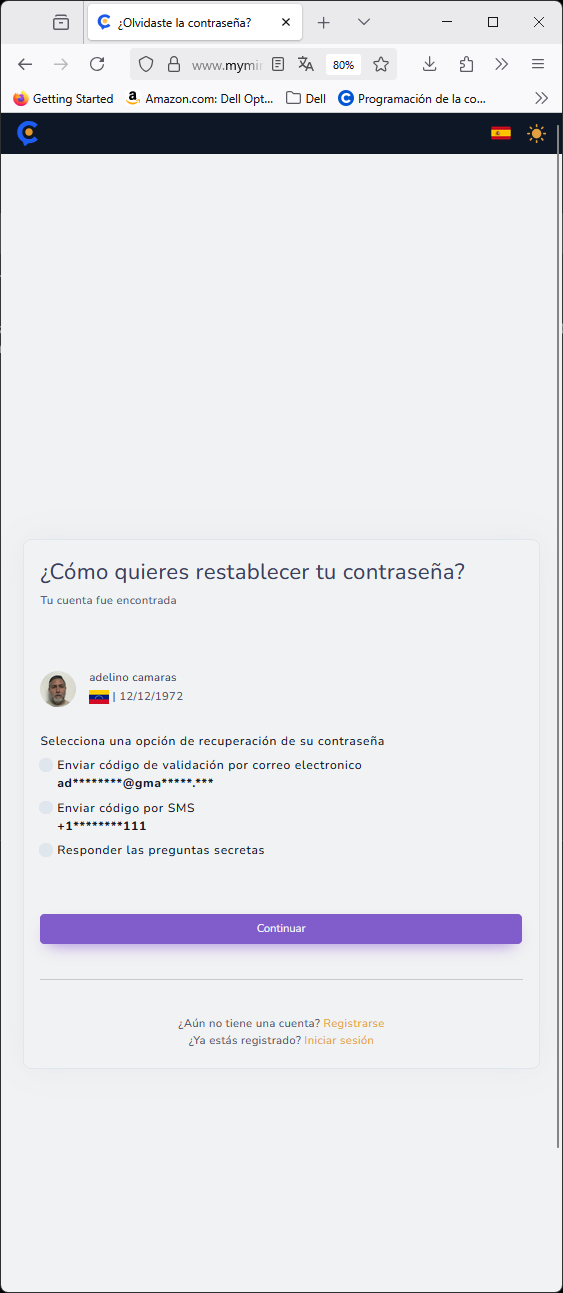 ¿Olvidaste la contraseña?
www.mymi
80%
Getting Started
Amazon.com: Dell Opt...
Dell
Programación de la co...
¿Cómo quieres restablecer tu contraseña?
Tu cuenta fue encontrada
adelino camaras
| 12/12/1972
Selecciona una opción de recuperación de su contraseña
Enviar código de validación por correo electronico
ad********@gma*****.***
Enviar código por SMS
+1********111
Responder las preguntas secretas
Continuar
¿Aún no tiene una cuenta? Registrarse
¿Ya estás registrado? Iniciar sesión